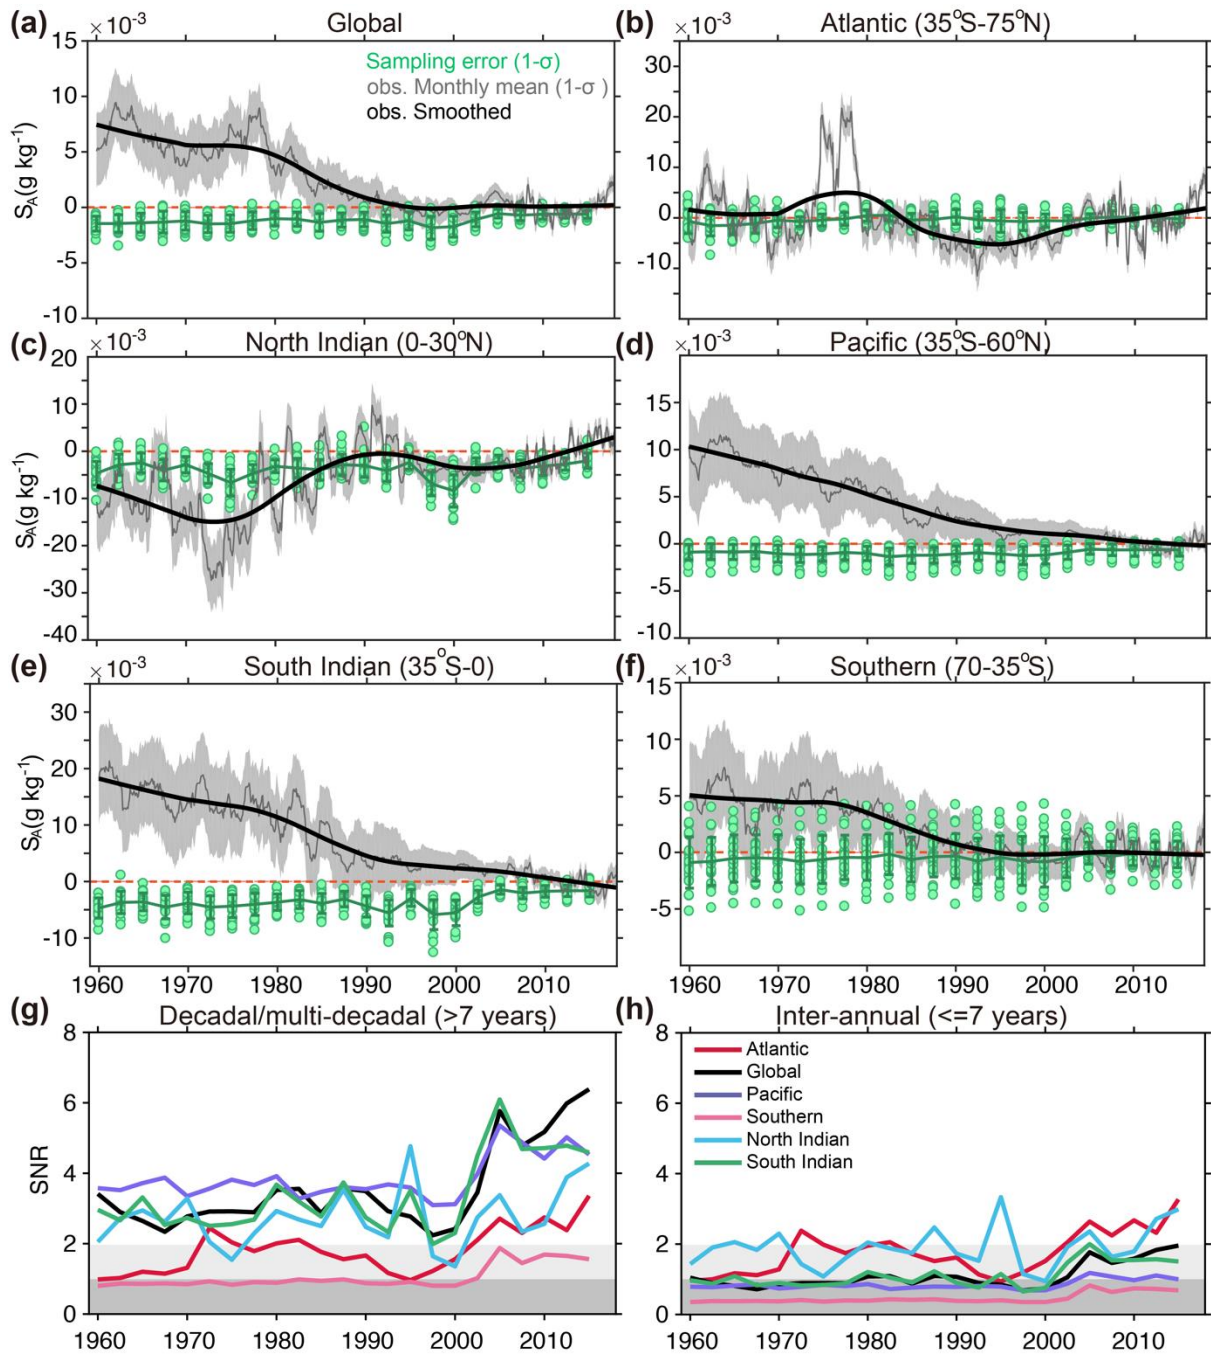 (a) ×10⁻³ Global
15
10
5
0
-5
-10
S_A(g kg⁻¹)
Sampling error (1-σ)
obs. Monthly mean (1-σ )
obs. Smoothed
(b) ×10⁻³ Atlantic (35°S-75°N)
30
20
10
0
-10
(c) ×10⁻³ North Indian (0-30°N)
20
10
0
-10
-20
-30
-40
S_A(g kg⁻¹)
(d) ×10⁻³ Pacific (35°S-60°N)
15
10
5
0
-5
-10
(e) ×10⁻³ South Indian (35°S-0)
30
20
10
0
-10
S_A(g kg⁻¹)
1960 1970 1980 1990 2000 2010
(f) ×10⁻³ Southern (70-35°S)
15
10
5
0
-5
1960 1970 1980 1990 2000 2010
(g) Decadal/multi-decadal (>7 years)
8
6
4
2
0
SNR
1960 1970 1980 1990 2000 2010
(h) Inter-annual (<=7 years)
8
6
4
2
0
Atlantic
Global
Pacific
Southern
North Indian
South Indian
1960 1970 1980 1990 2000 2010